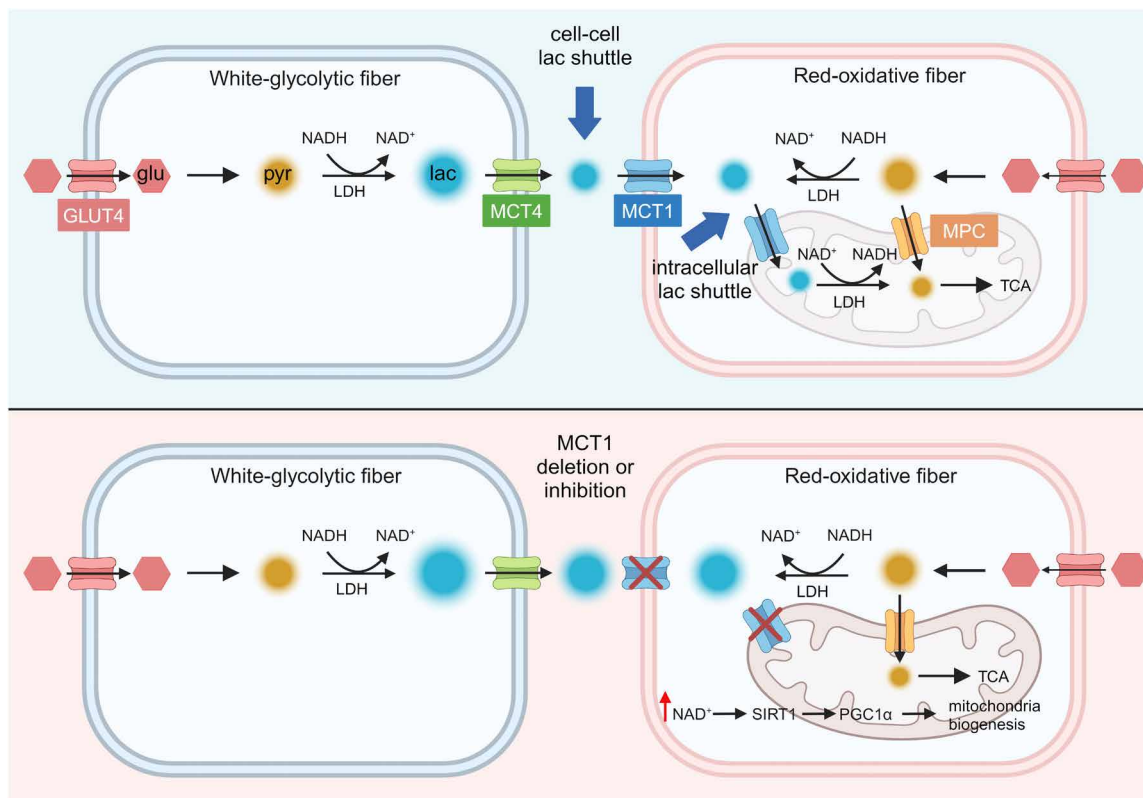 cell-cell
lac shuttle
White-glycolytic fiber
Red-oxidative fiber
NADH
NAD⁺
NAD⁺
NADH
glu
pyr
LDH
lac
LDH
GLUT4
MCT4
MCT1
MPC
intracellular
lac shuttle
NAD⁺
NADH
LDH
TCA
MCT1
deletion or
inhibition
White-glycolytic fiber
Red-oxidative fiber
NADH
NAD⁺
NAD⁺
NADH
LDH
LDH
TCA
NAD⁺
SIRT1
PGC1α
mitochondria
biogenesis